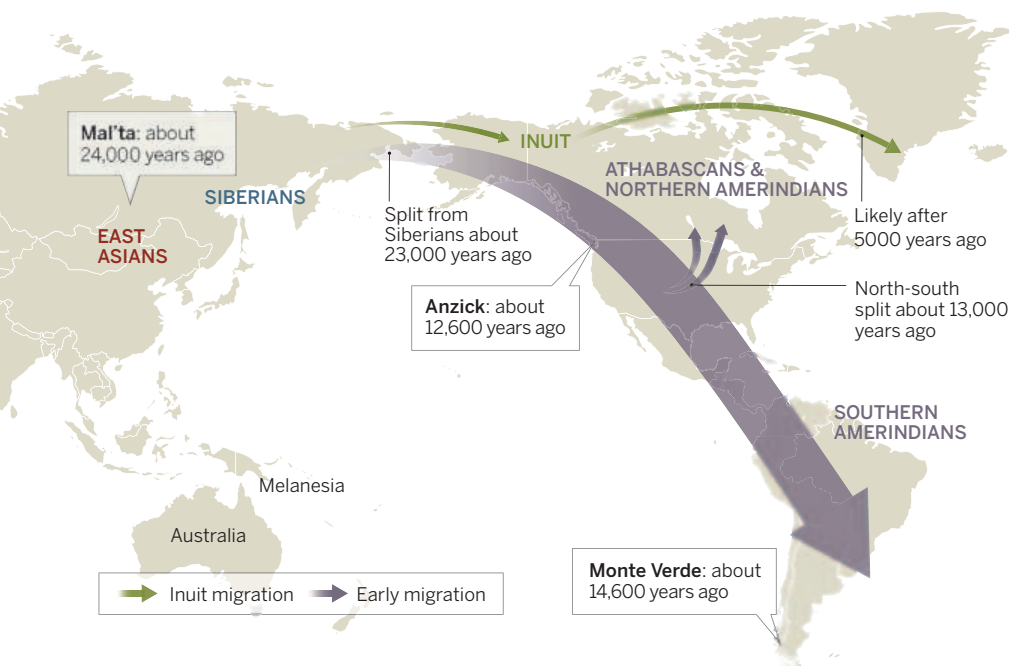 Mal’ta: about
24,000 years ago
SIBERIANS
EAST
ASIANS
INUIT
ATHABASCANS &
NORTHERN AMERINDIANS
Split from
Siberians about
23,000 years ago
Likely after
5000 years ago
Anzick: about
12,600 years ago
North-south
split about 13,000
years ago
SOUTHERN
AMERINDIANS
Melanesia
Australia
Monte Verde: about
14,600 years ago
Inuit migration
Early migration